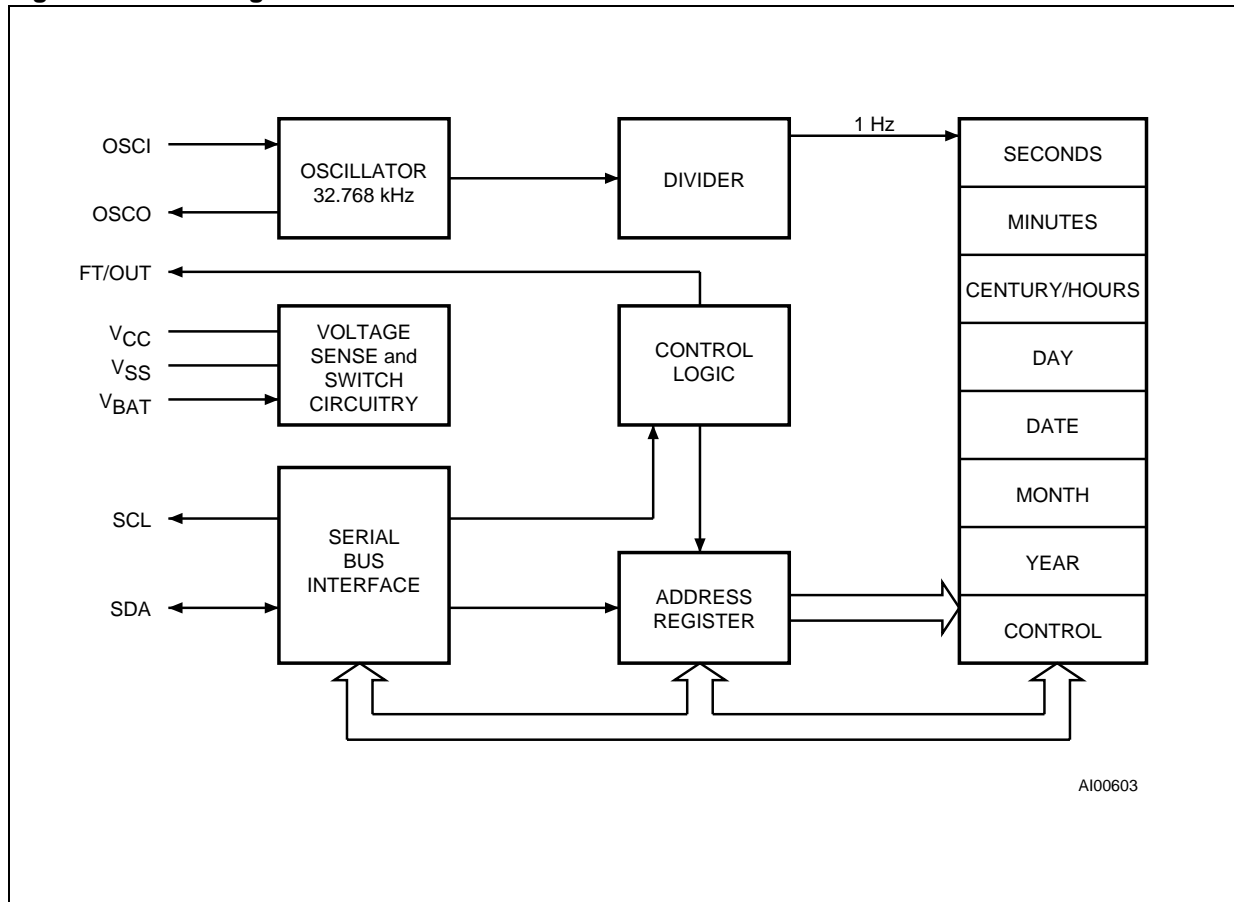 OSCI
OSCO
FT/OUT
VCC
VSS
VBAT
SCL
SDA
OSCILLATOR
32.768 kHz
DIVIDER
1 Hz
VOLTAGE
SENSE and
SWITCH
CIRCUITRY
CONTROL
LOGIC
SERIAL
BUS
INTERFACE
ADDRESS
REGISTER
SECONDS
MINUTES
CENTURY/HOURS
DAY
DATE
MONTH
YEAR
CONTROL
AI00603